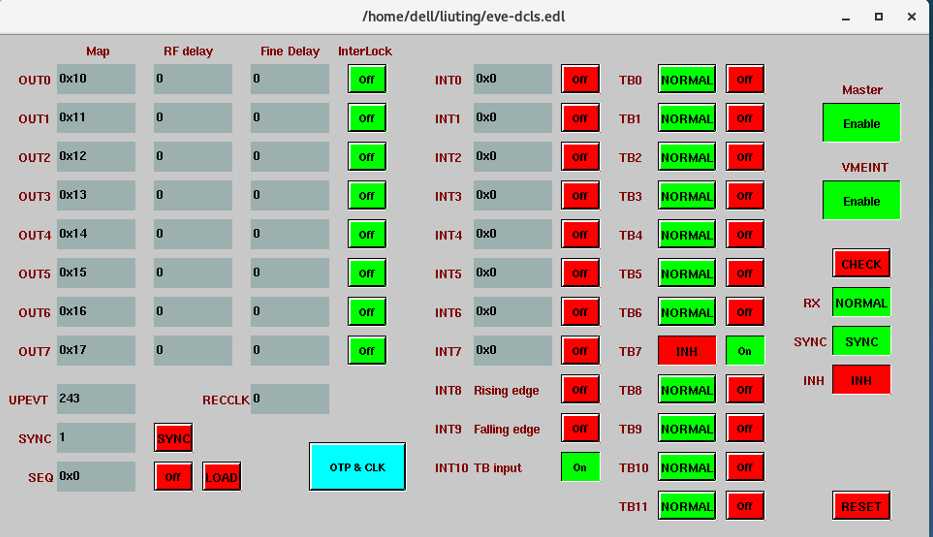 /home/dell/liuting/eve-dcls.edl
Map RF delay Fine Delay InterLock
OUT0 0x10 0 0 Off INT0 0x0 Off TB0 NORMAL Off
Master
OUT1 0x11 0 0 Off INT1 0x0 Off TB1 NORMAL Off Enable
OUT2 0x12 0 0 Off INT2 0x0 Off TB2 NORMAL Off
VMEINT
OUT3 0x13 0 0 Off INT3 0x0 Off TB3 NORMAL Off Enable
OUT4 0x14 0 0 Off INT4 0x0 Off TB4 NORMAL Off
OUT5 0x15 0 0 Off INT5 0x0 Off TB5 NORMAL Off CHECK
OUT6 0x16 0 0 Off INT6 0x0 Off TB6 NORMAL Off RX NORMAL
OUT7 0x17 0 0 Off INT7 0x0 Off TB7 INH On SYNC SYNC
INH INH
UPEVT 243 RECCLK 0 INT8 Rising edge Off TB8 NORMAL Off
SYNC 1 SYNC INT9 Falling edge Off TB9 NORMAL Off
SEQ 0x0 Off LOAD OTP & CLK INT10 TB input On TB10 NORMAL Off
TB11 NORMAL Off RESET